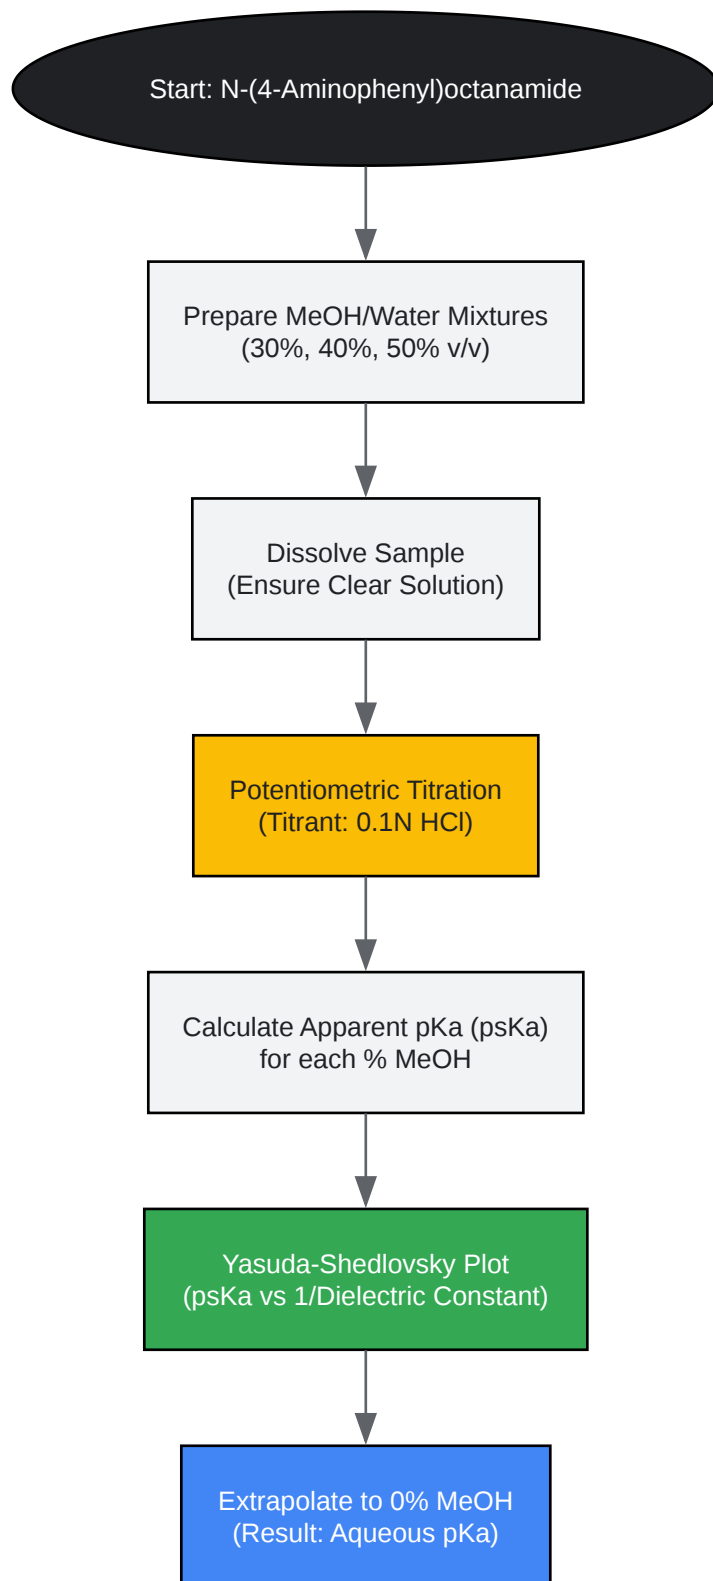 Start: N-(4-Aminophenyl)octanamide
Prepare MeOH/Water Mixtures
(30%, 40%, 50% v/v)
Dissolve Sample
(Ensure Clear Solution)
Potentiometric Titration
(Titrant: 0.1N HCl)
Calculate Apparent pKa (psKa)
for each % MeOH
Yasuda-Shedlovsky Plot
(psKa vs 1/Dielectric Constant)
Extrapolate to 0% MeOH
(Result: Aqueous pKa)